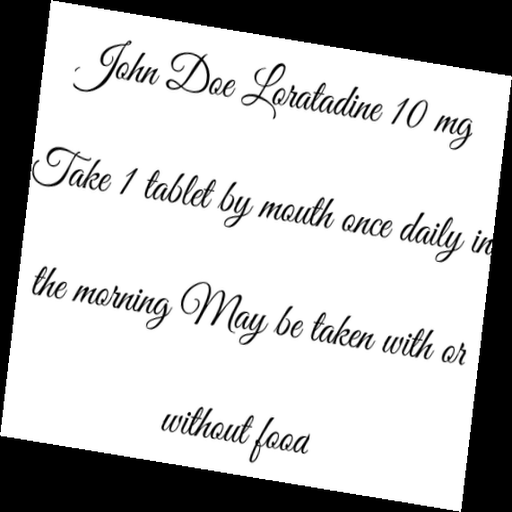 John Doe Loratadine 10 mg
Take 1 tablet by mouth once daily in
the morning May be taken with or
without food